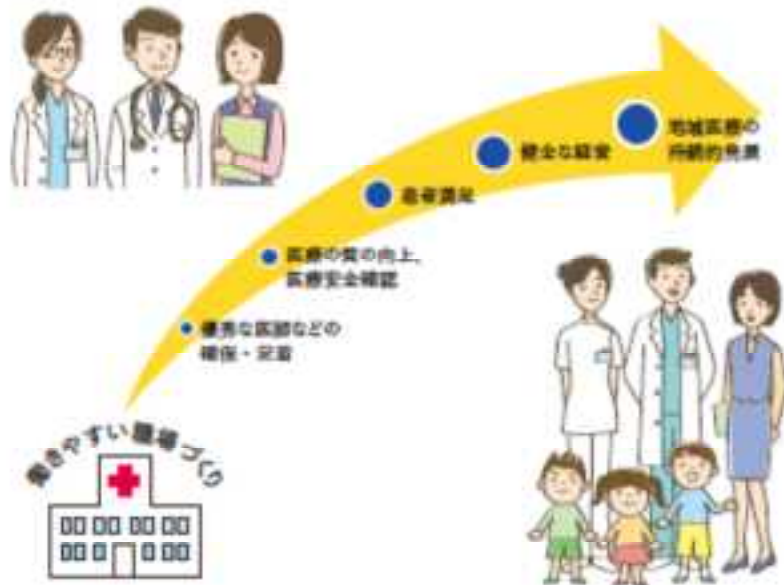 地域医療の
持続的発展
健全な経営
患者満足
医療の質の向上、
医療安全確認
優秀な医師などの
確保・定着
働きやすい職場づくり